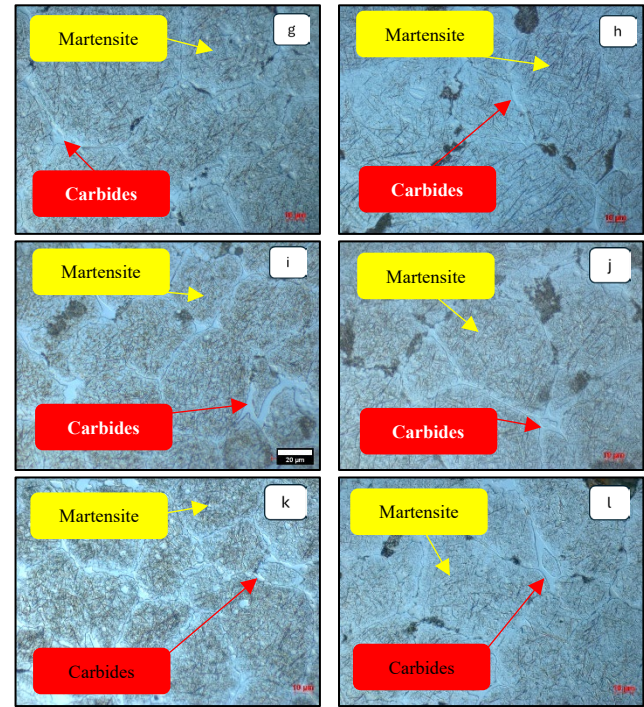 g
Martensite
Carbides
10 µm
h
Martensite
Carbides
10 µm
i
Martensite
Carbides
20 µm
j
Martensite
Carbides
10 µm
k
Martensite
Carbides
10 µm
l
Martensite
Carbides
10 µm